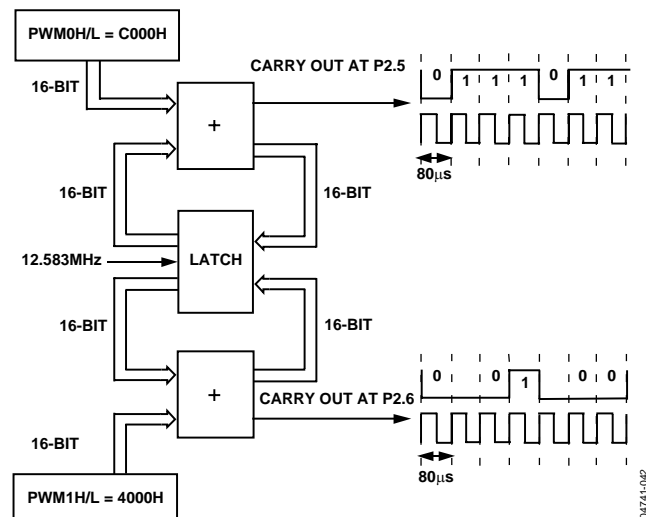 PWM0H/L = C000H
16-BIT
CARRY OUT AT P2.5
0 1 1 1 0 1 1
80µs
+
16-BIT
16-BIT
12.583MHz
LATCH
16-BIT
16-BIT
0 0 1 0 0
CARRY OUT AT P2.6
+
80µs
16-BIT
PWM1H/L = 4000H
04741-042